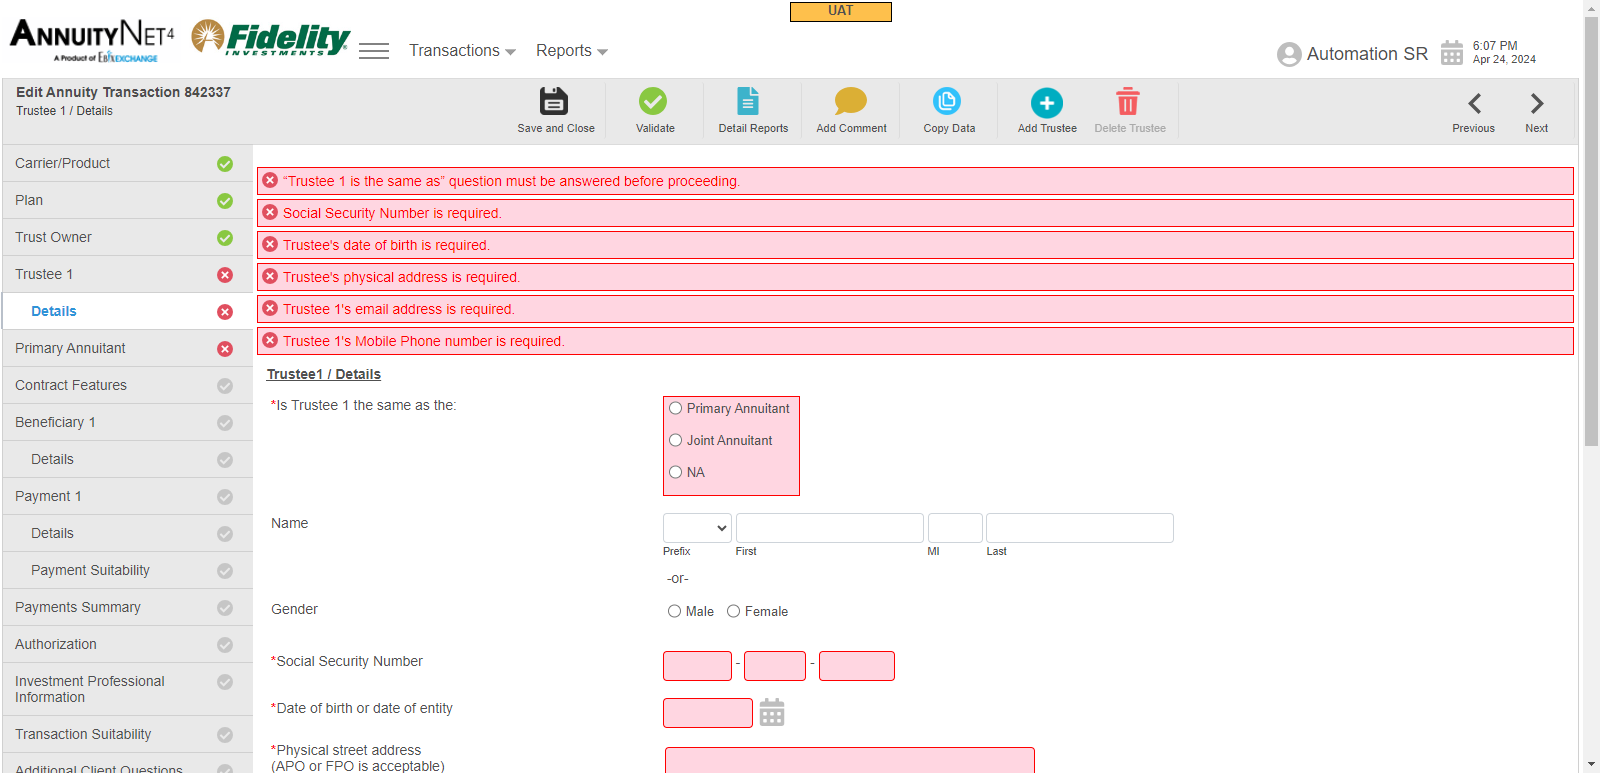 UAT
ANNUITYNET4
A Product of EbixEXCHANGE
Fidelity
INVESTMENTS
Transactions
Reports
Automation SR
6:07 PM
Apr 24, 2024
Edit Annuity Transaction 842337
Trustee 1 / Details
Save and Close
Validate
Detail Reports
Add Comment
Copy Data
Add Trustee
Delete Trustee
Previous
Next
Carrier/Product
Plan
Trust Owner
Trustee 1
Details
Primary Annuitant
Contract Features
Beneficiary 1
Details
Payment 1
Details
Payment Suitability
Payments Summary
Authorization
Investment Professional
Information
Transaction Suitability
Additional Client Questions
“Trustee 1 is the same as” question must be answered before proceeding.
Social Security Number is required.
Trustee's date of birth is required.
Trustee's physical address is required.
Trustee 1's email address is required.
Trustee 1's Mobile Phone number is required.
Trustee1 / Details
*Is Trustee 1 the same as the:
Primary Annuitant
Joint Annuitant
NA
Name
Prefix First MI Last
-or-
Gender
Male Female
*Social Security Number
- -
*Date of birth or date of entity
*Physical street address
(APO or FPO is acceptable)